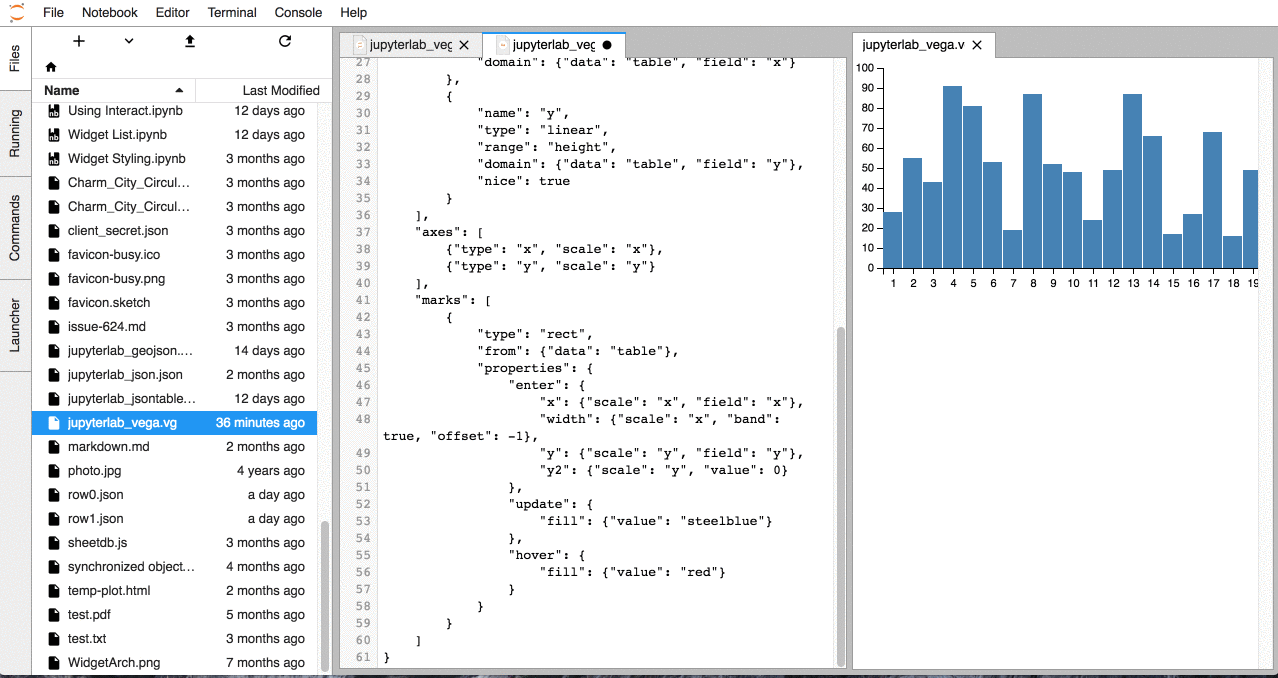 File Notebook Editor Terminal Console Help
Files
Running
Commands
Launcher
Name Last Modified
Using Interact.ipynb 12 days ago
Widget List.ipynb 12 days ago
Widget Styling.ipynb 3 months ago
Charm_City_Circul... 3 months ago
Charm_City_Circul... 3 months ago
client_secret.json 3 months ago
favicon-busy.ico 3 months ago
favicon-busy.png 3 months ago
favicon.sketch 3 months ago
issue-624.md 3 months ago
jupyterlab_geojson.... 14 days ago
jupyterlab_json.json 2 months ago
jupyterlab_jsontable... 12 days ago
jupyterlab_vega.vg 36 minutes ago
markdown.md 2 months ago
photo.jpg 4 years ago
row0.json a day ago
row1.json a day ago
sheetdb.js 3 months ago
synchronized object... 4 months ago
temp-plot.html 2 months ago
test.pdf 5 months ago
test.txt 3 months ago
WidgetArch.png 7 months ago
jupyterlab_veg jupyterlab_veg
27 "domain": {"data": "table", "field": "x"}
28 },
29 {
30 "name": "y",
31 "type": "linear",
32 "range": "height",
33 "domain": {"data": "table", "field": "y"},
34 "nice": true
35 }
36 ],
37 "axes": [
38 {"type": "x", "scale": "x"},
39 {"type": "y", "scale": "y"}
40 ],
41 "marks": [
42 {
43 "type": "rect",
44 "from": {"data": "table"},
45 "properties": {
46 "enter": {
47 "x": {"scale": "x", "field": "x"},
48 "width": {"scale": "x", "band":
true, "offset": -1},
49 "y": {"scale": "y", "field": "y"},
50 "y2": {"scale": "y", "value": 0}
51 },
52 "update": {
53 "fill": {"value": "steelblue"}
54 },
55 "hover": {
56 "fill": {"value": "red"}
57 }
58 }
59 }
60 ]
61 }
jupyterlab_vega.v
100
90
80
70
60
50
40
30
20
10
0
1 2 3 4 5 6 7 8 9 10 11 12 13 14 15 16 17 18 19